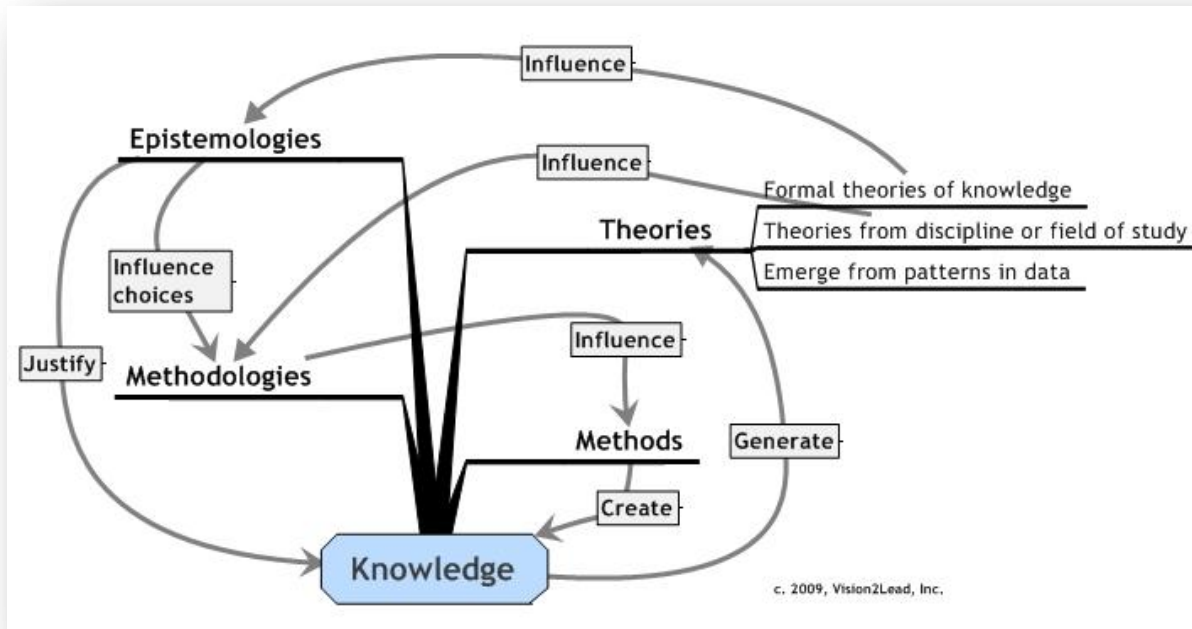 Influence
Epistemologies
Influence
Formal theories of knowledge
Theories
Theories from discipline or field of study
Emerge from patterns in data
Influence
choices
Influence
Justify
Methodologies
Methods
Generate
Create
Knowledge
c. 2009, Vision2Lead, Inc.